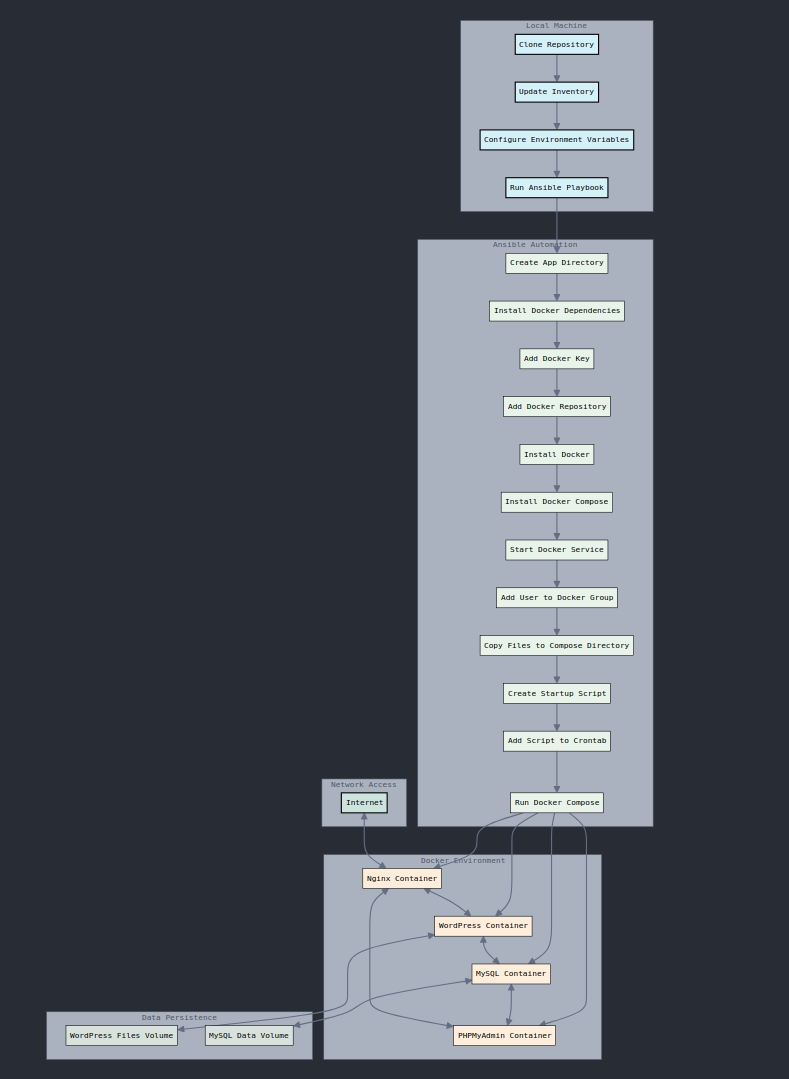 Local Machine
Clone Repository
Update Inventory
Configure Environment Variables
Run Ansible Playbook
Ansible Automation
Create App Directory
Install Docker Dependencies
Add Docker Key
Add Docker Repository
Install Docker
Install Docker Compose
Start Docker Service
Add User to Docker Group
Copy Files to Compose Directory
Create Startup Script
Add Script to Crontab
Run Docker Compose
Network Access
Internet
Docker Environment
Nginx Container
WordPress Container
MySQL Container
PHPMyAdmin Container
Data Persistence
WordPress Files Volume
MySQL Data Volume